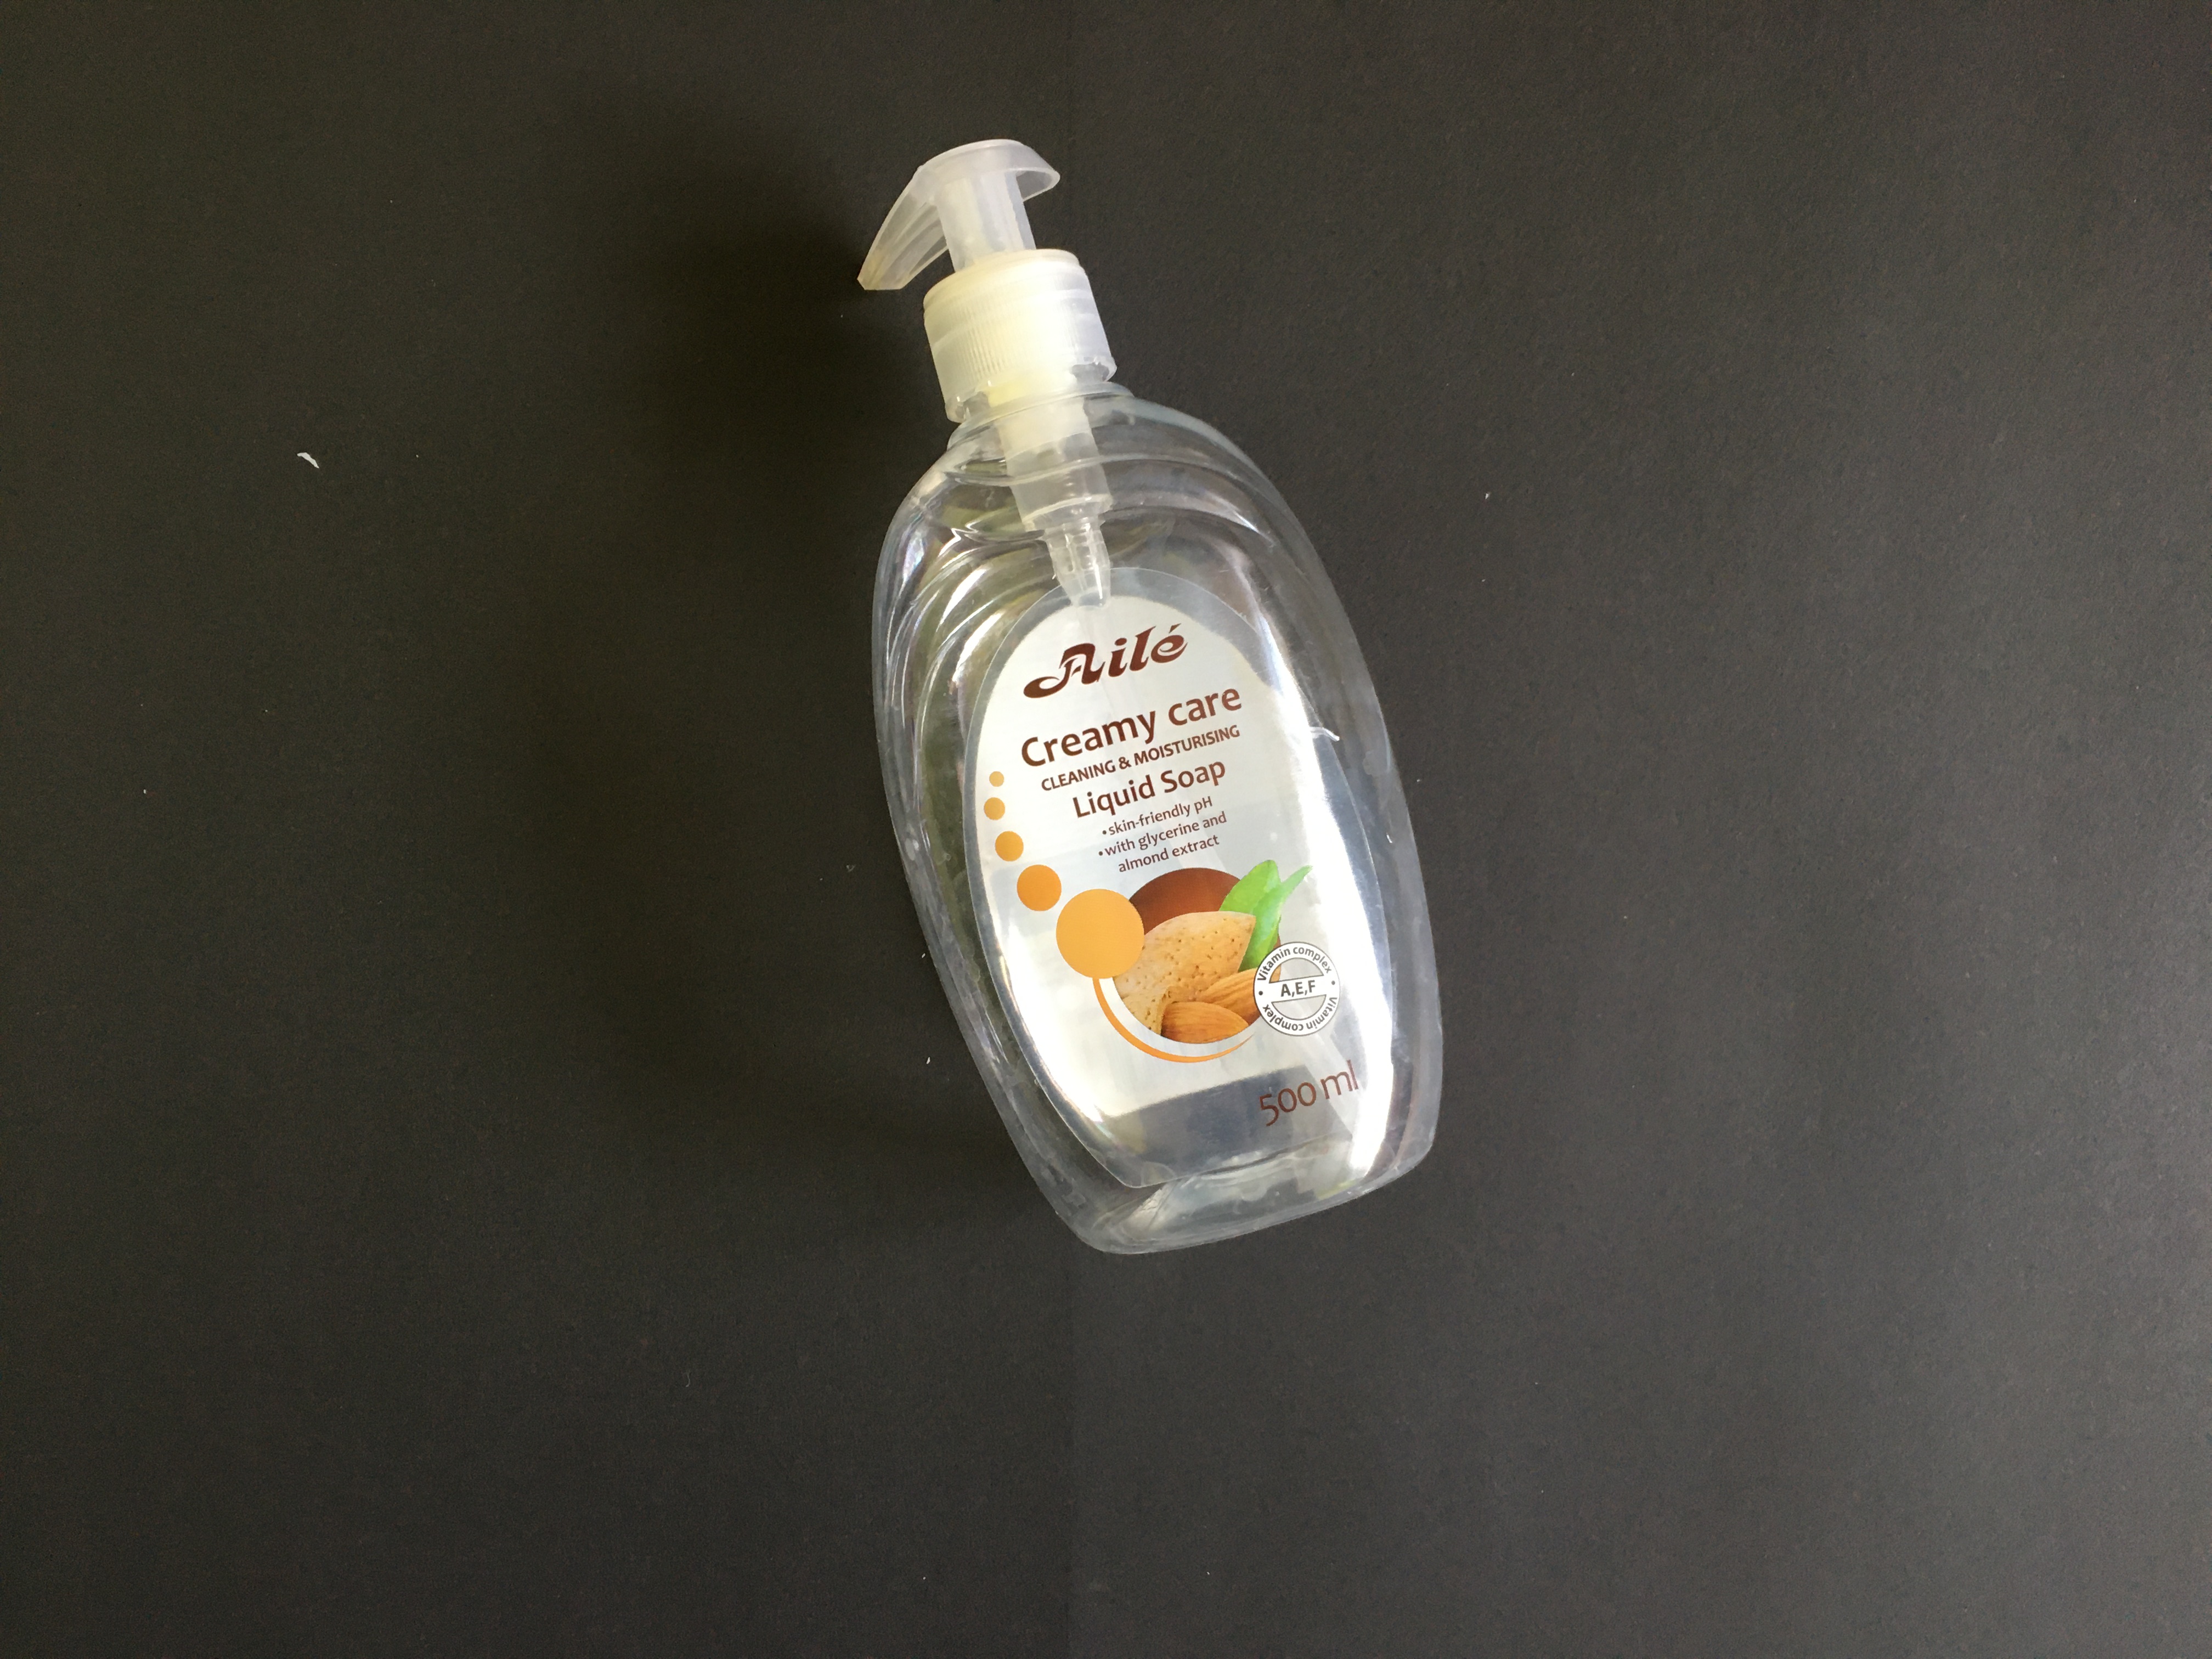 Ailé
Creamy care
CLEANING & MOISTURISING
Liquid Soap
•skin-friendly pH
•with glycerine and
almond extract
Vitamin complex
A,E,F
Vitamin complex
500 ml